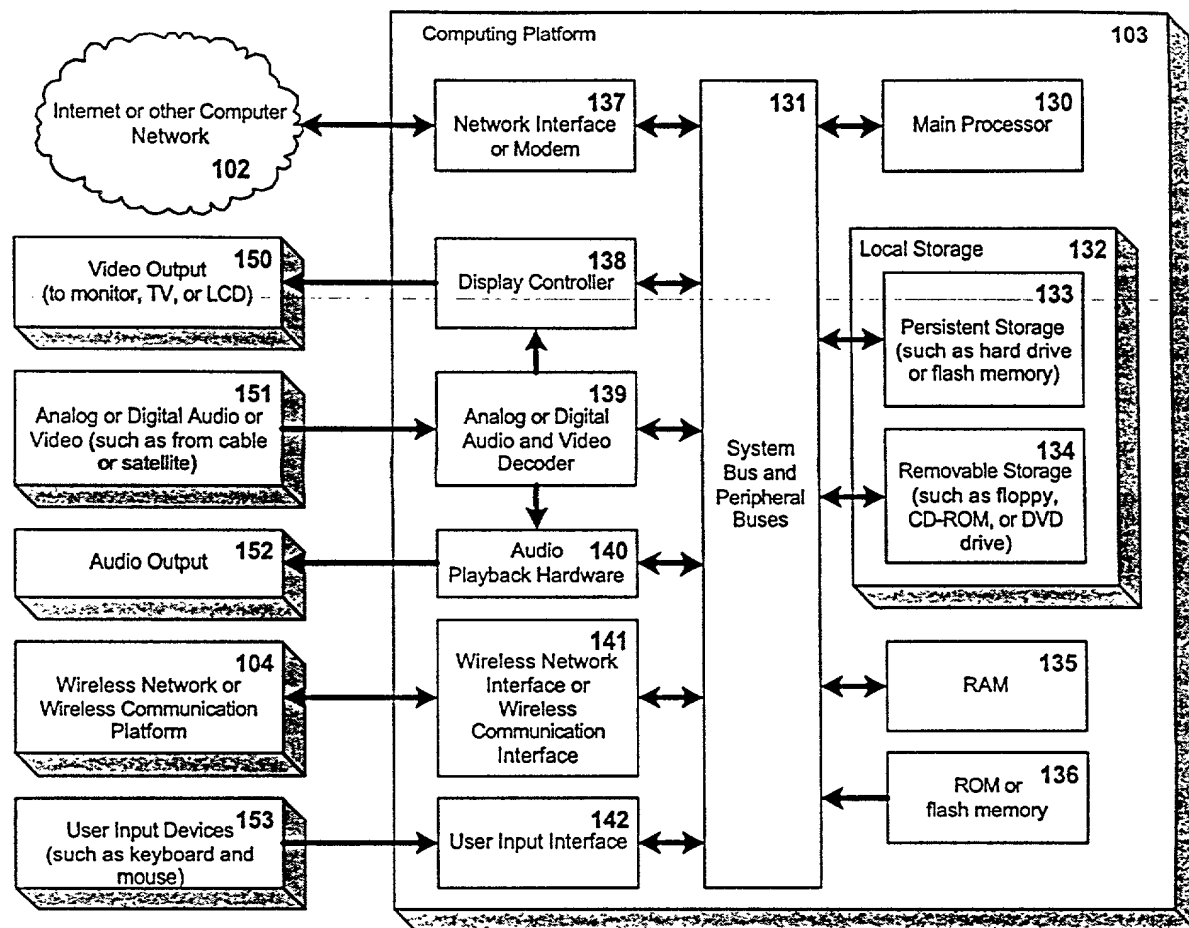 Computing Platform
103
Internet or other Computer
Network
102
137
Network Interface
or Modem
131
System
Bus and
Peripheral
Buses
130
Main Processor
150
Video Output
(to monitor, TV, or LCD)
138
Display Controller
Local Storage
132
133
Persistent Storage
(such as hard drive
or flash memory)
151
Analog or Digital Audio or
Video (such as from cable
or satellite)
139
Analog or Digital
Audio and Video
Decoder
134
Removable Storage
(such as floppy,
CD-ROM, or DVD
drive)
152
Audio Output
140
Audio
Playback Hardware
104
Wireless Network or
Wireless Communication
Platform
141
Wireless Network
Interface or
Wireless
Communication
Interface
135
RAM
136
ROM or
flash memory
153
User Input Devices
(such as keyboard and
mouse)
142
User Input Interface